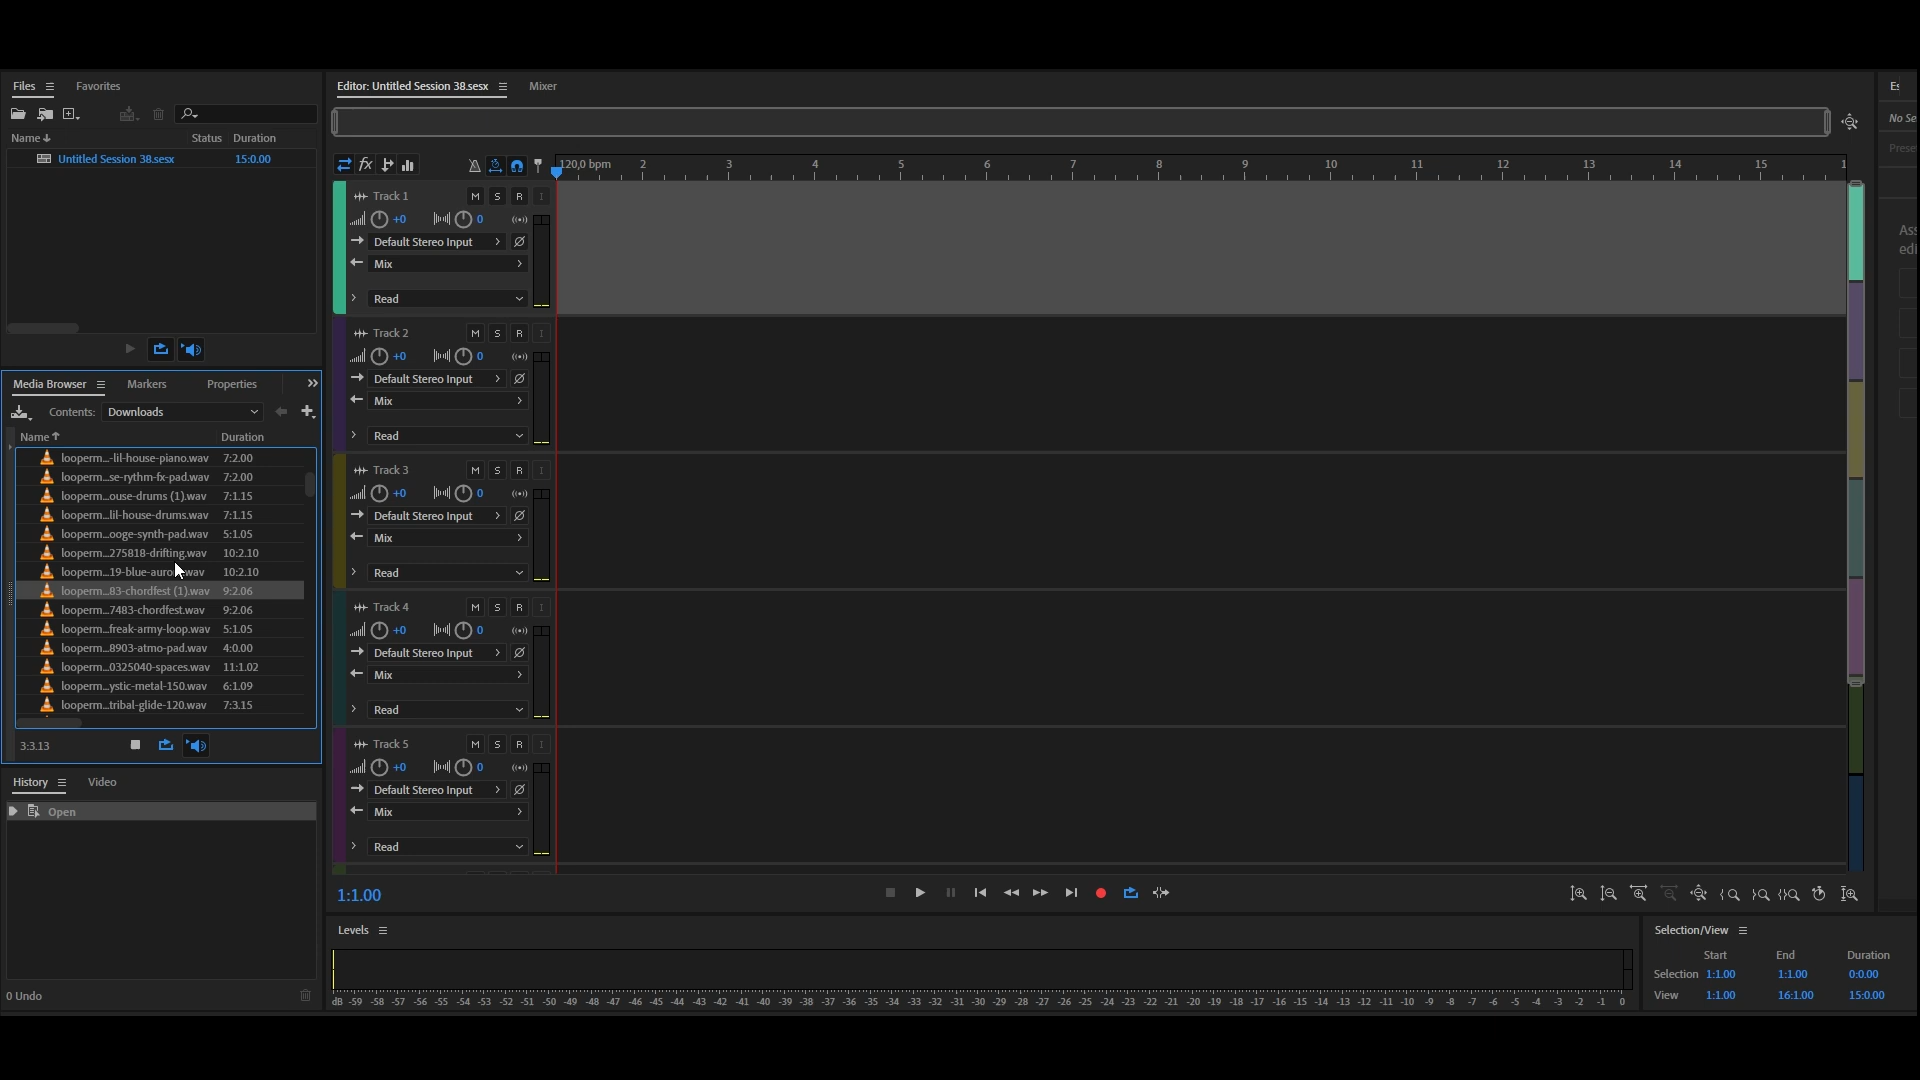 Files Favorites
Name Status Duration
Untitled Session 38.sesx 15:0.00
Media Browser Markers Properties
Contents: Downloads
Name Duration
looperm...-lil-house-piano.wav 7:2.00
looperm...se-rythm-fx-pad.wav 7:2.00
looperm...ouse-drums (1).wav 7:1.15
looperm...lil-house-drums.wav 7:1.15
looperm...ooge-synth-pad.wav 5:1.05
looperm...275818-drifting.wav 10:2.10
looperm...19-blue-auro wav 10:2.10
looperm...83-chordfest (1).wav 9:2.06
looperm...7483-chordfest.wav 9:2.06
looperm...freak-army-loop.wav 5:1.05
looperm...8903-atmo-pad.wav 4:0.00
looperm...0325040-spaces.wav 11:1.02
looperm...ystic-metal-150.wav 6:1.09
looperm...tribal-glide-120.wav 7:3.15
3:3.13
History Video
Open
0 Undo
Editor: Untitled Session 38.sesx Mixer
fx 120,0 bpm 2 3 4 5 6 7 8 9 10 11 12 13 14 15
Track 1 M S R I
+0 0
Default Stereo Input
Mix
Read
Track 2 M S R I
+0 0
Default Stereo Input
Mix
Read
Track 3 M S R I
+0 0
Default Stereo Input
Mix
Read
Track 4 M S R I
+0 0
Default Stereo Input
Mix
Read
Track 5 M S R I
+0 0
Default Stereo Input
Mix
Read
1:1.00
Levels
dB -59 -58 -57 -56 -55 -54 -53 -52 -51 -50 -49 -48 -47 -46 -45 -44 -43 -42 -41 -40 -39 -38 -37 -36 -35 -34 -33 -32 -31 -30 -29 -28 -27 -26 -25 -24 -23 -22 -21 -20 -19 -18 -17 -16 -15 -14 -13 -12 -11 -10 -9 -8 -7 -6 -5 -4 -3 -2 -1 0
Selection/View
Start End Duration
Selection 1:1.00 1:1.00 0:0.00
View 1:1.00 16:1.00 15:0.00
No Se
Prese
Ass
edi